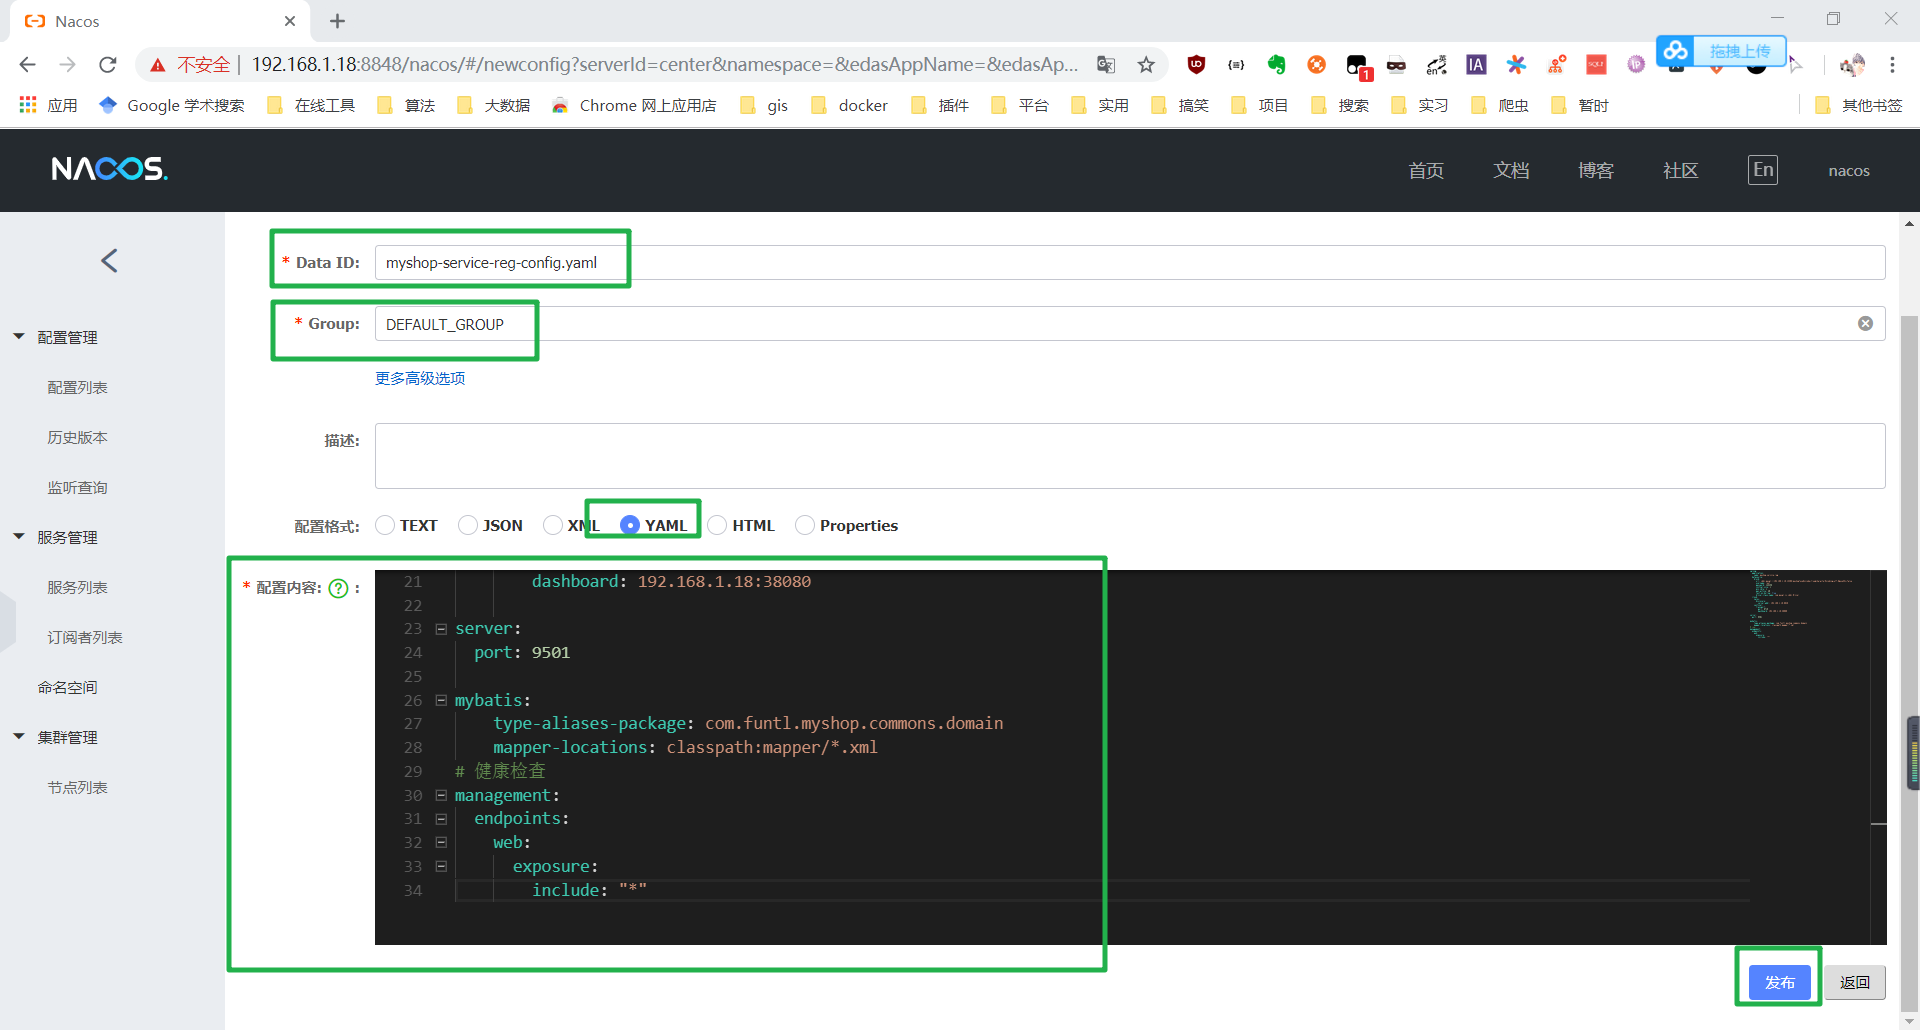 Nacos
拖拽上传
不安全 | 192.168.1.18:8848/nacos/#/newconfig?serverId=center&namespace=&edasAppName=&edasAp...
应用 Google 学术搜索 在线工具 算法 大数据 Chrome 网上应用店 gis docker 插件 平台 实用 搞笑 项目 搜索 实习 爬虫 暂时 其他书签
NACOS.
首页 文档 博客 社区 En nacos
配置管理
配置列表
历史版本
监听查询
服务管理
服务列表
订阅者列表
命名空间
集群管理
节点列表
* Data ID: myshop-service-reg-config.yaml
* Group: DEFAULT_GROUP
更多高级选项
描述:
配置格式: TEXT JSON XML YAML HTML Properties
* 配置内容: ? :
21 dashboard: 192.168.1.18:38080
22
23 server:
24 port: 9501
25
26 mybatis:
27 type-aliases-package: com.funtl.myshop.commons.domain
28 mapper-locations: classpath:mapper/*.xml
29 # 健康检查
30 management:
31 endpoints:
32 web:
33 exposure:
34 include: "*"
发布 返回